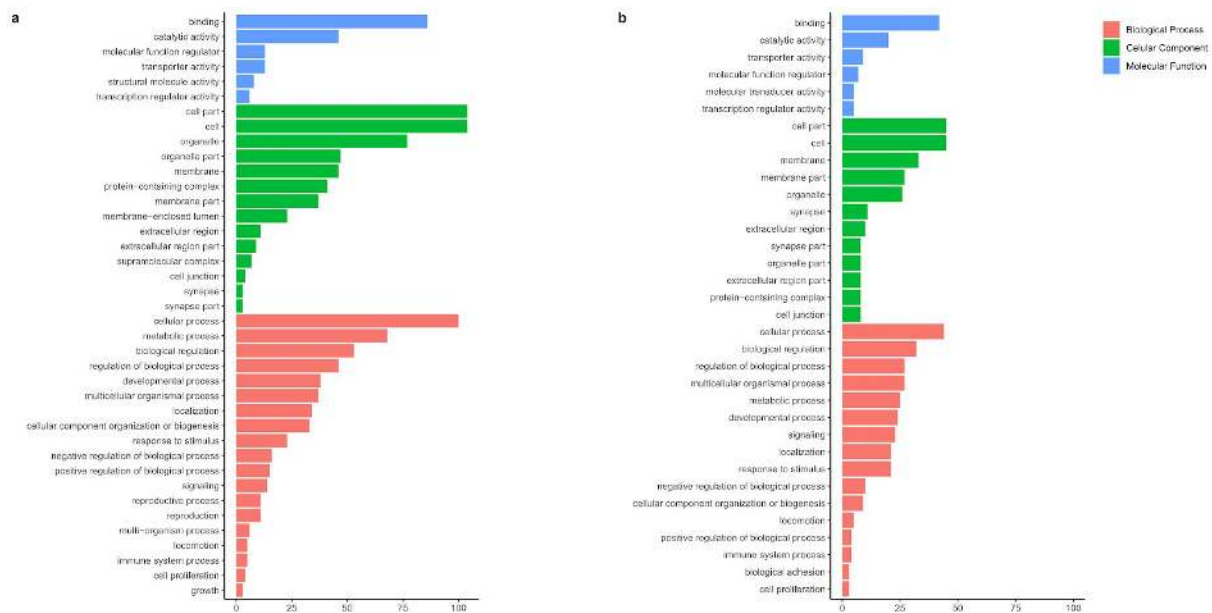 a
binding
catalytic activity
molecular function regulator
transporter activity
structural molecule activity
transcription regulator activity
cell part
cell
organelle
organelle part
membrane
protein-containing complex
membrane part
membrane-enclosed lumen
extracellular region
extracellular region part
supramolecular complex
cell junction
synapse
synapse part
cellular process
metabolic process
biological regulation
regulation of biological process
developmental process
multicellular organismal process
localization
cellular component organization or biogenesis
response to stimulus
negative regulation of biological process
positive regulation of biological process
signaling
reproductive process
reproduction
multi-organism process
locomotion
immune system process
cell proliferation
growth
0 25 50 75 100
b
binding
catalytic activity
transporter activity
molecular function regulator
molecular transducer activity
transcription regulator activity
cell part
cell
membrane
membrane part
organelle
synapse
extracellular region
synapse part
organelle part
extracellular region part
protein-containing complex
cell junction
cellular process
biological regulation
regulation of biological process
multicellular organismal process
metabolic process
developmental process
signaling
localization
response to stimulus
negative regulation of biological process
cellular component organization or biogenesis
locomotion
positive regulation of biological process
immune system process
biological adhesion
cell proliferation
0 25 50 75 100
Biological Process
Celular Component
Molecular Function